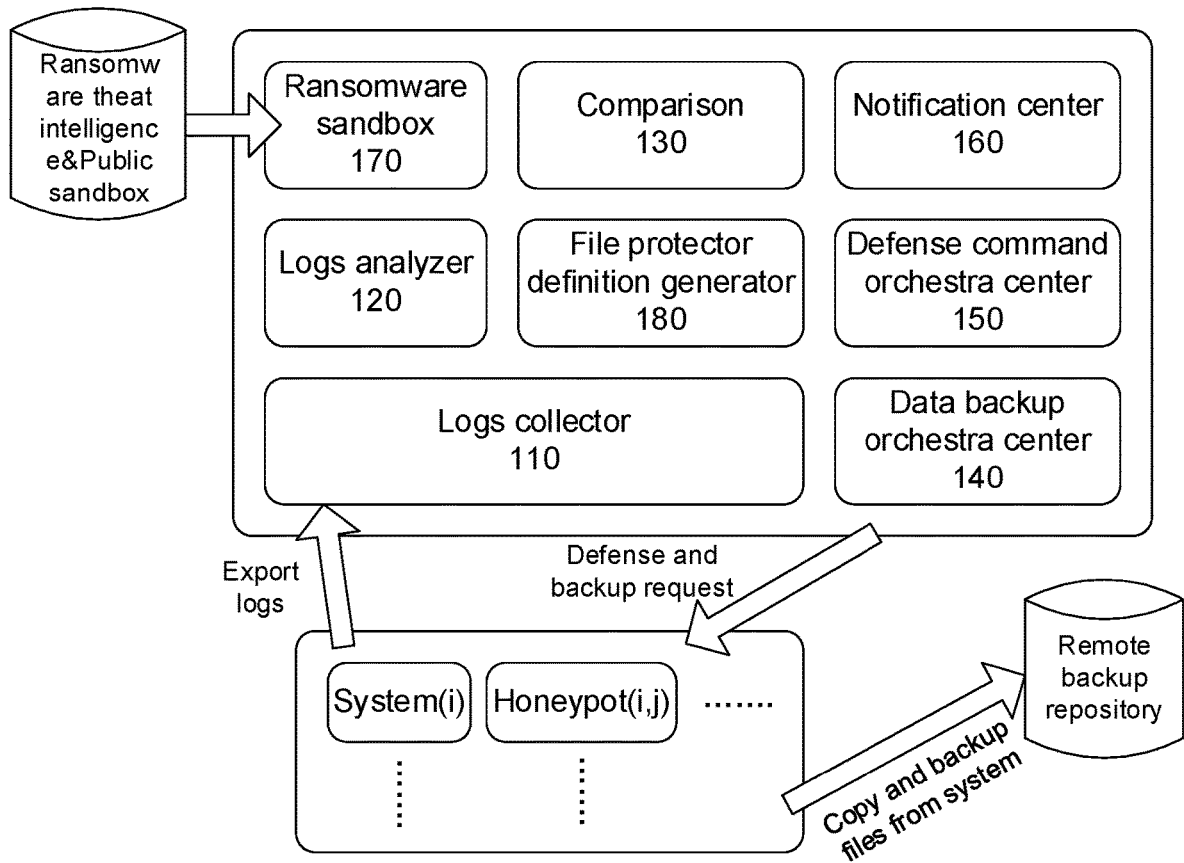 Ransomw
are theat
intelligenc
e&Public
sandbox
Ransomware
sandbox
170
Comparison
130
Notification center
160
Logs analyzer
120
File protector
definition generator
180
Defense command
orchestra center
150
Logs collector
110
Data backup
orchestra center
140
Export
logs
Defense and
backup request
System(i)
Honeypot(i,j)
Remote
backup
repository
Copy and backup
files from system